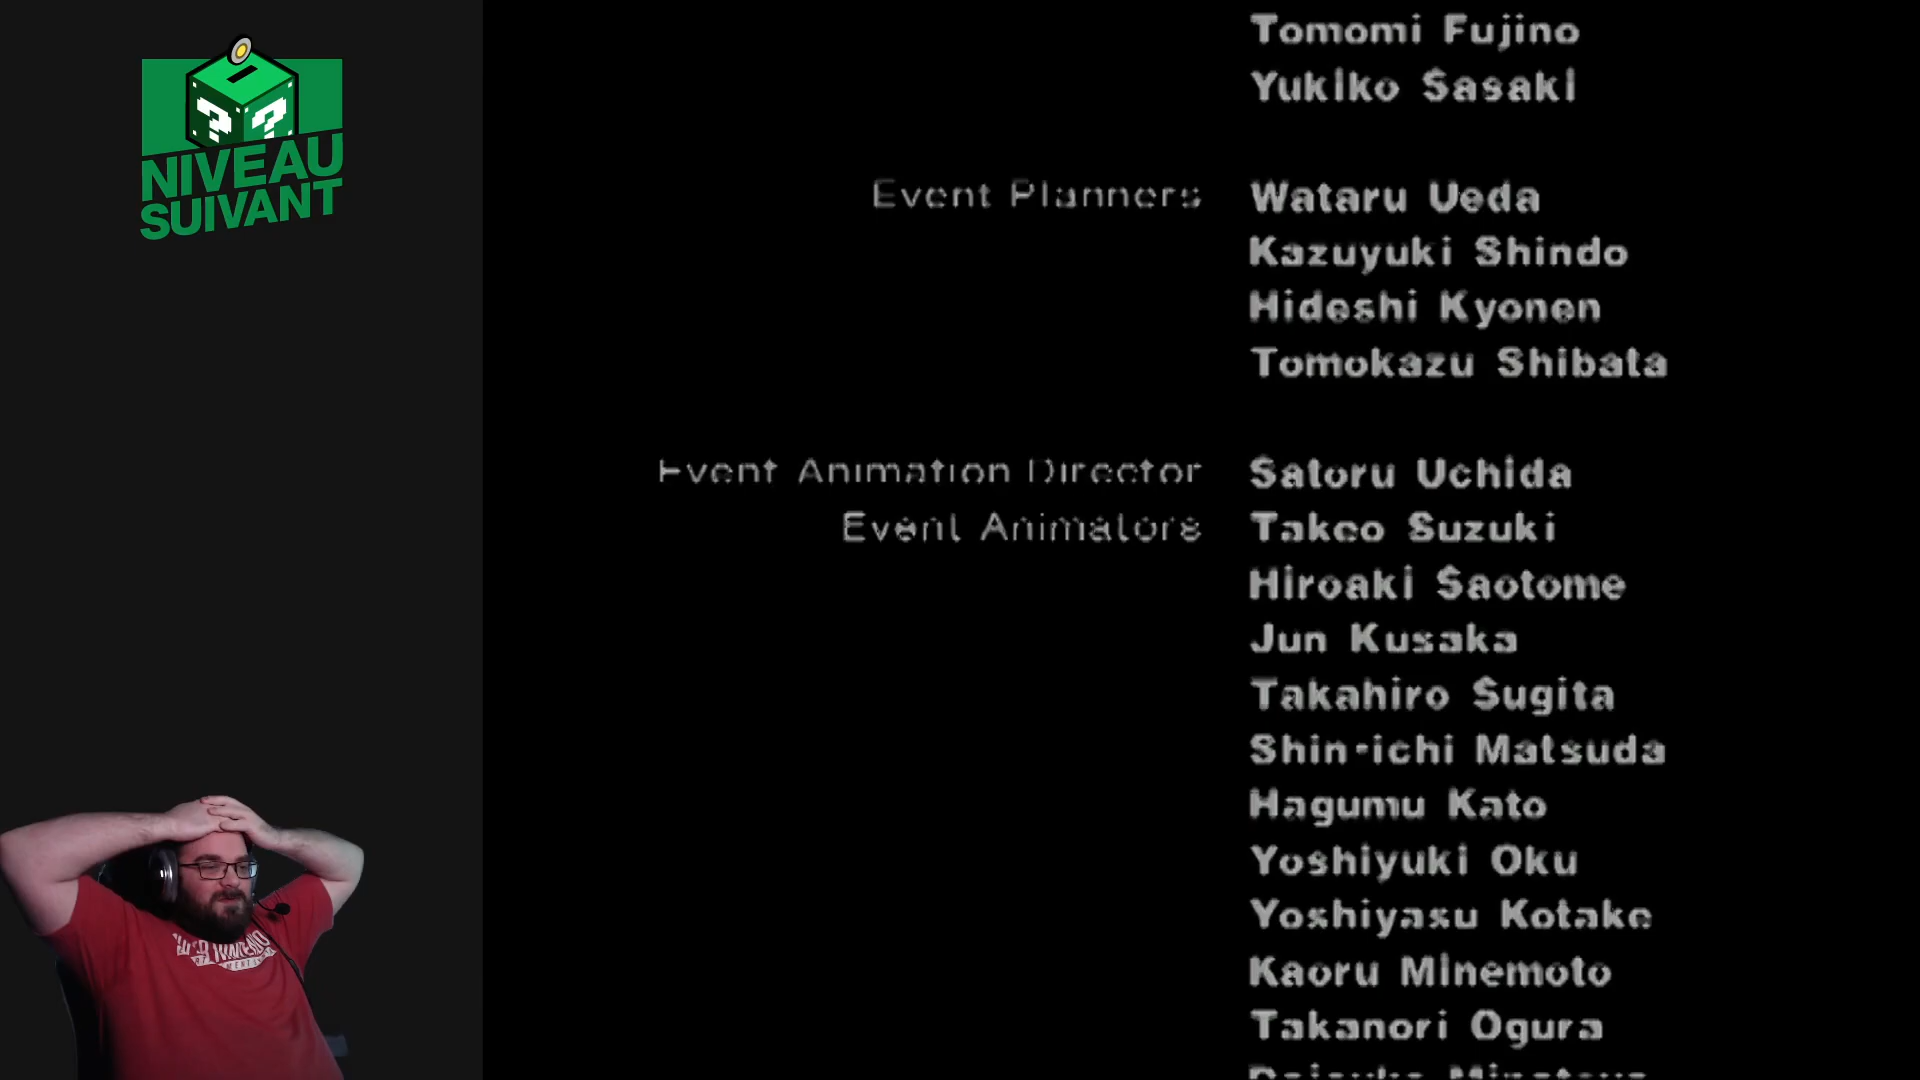 NIVEAU
SUIVANT
Tomomi Fujino
Yukiko Sasaki
Event Planners Wataru Ueda
Kazuyuki Shindo
Hideshi Kyonen
Tomokazu Shibata
Event Animation Director Satoru Uchida
Event Animators Takeo Suzuki
Hiroaki Saotome
Jun Kusaka
Takahiro Sugita
Shin-ichi Matsuda
Hagumu Kato
Yoshiyuki Oku
Yoshiyasu Kotake
Kaoru Minemoto
Takanori Ogura